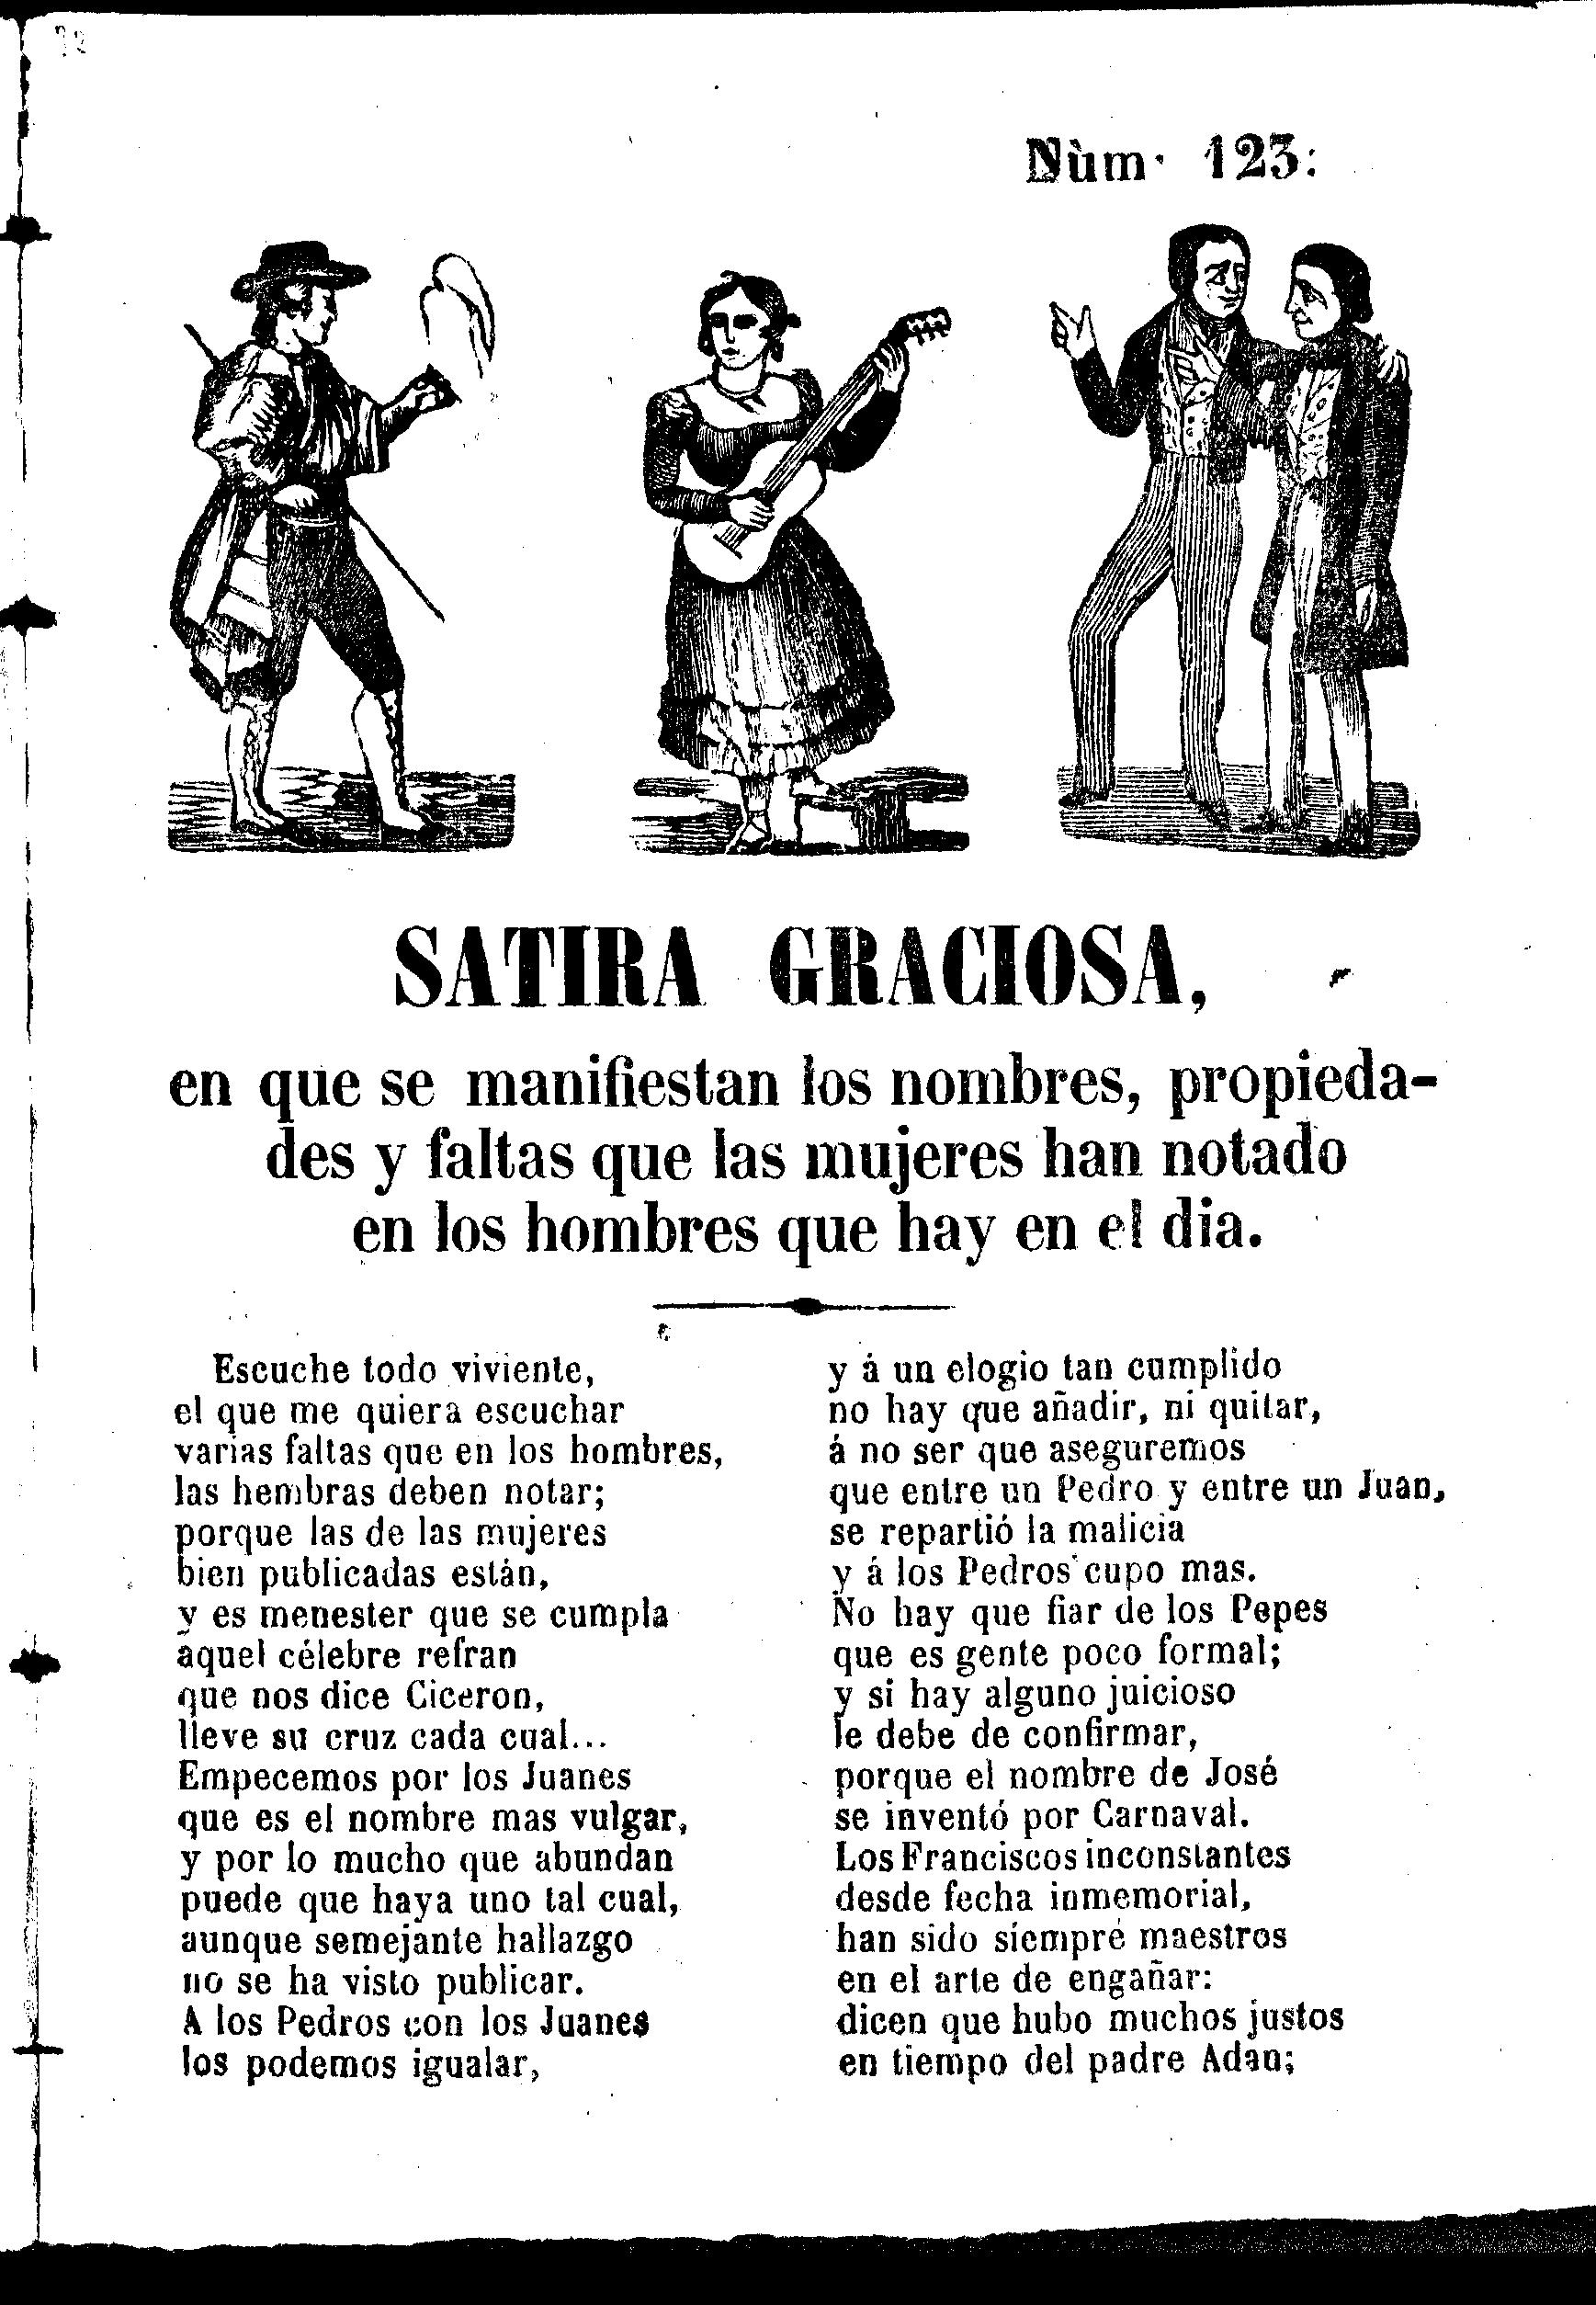 Nùm. 123:
SATIRA GRACIOSA,
en que se manifiestan los nombres, propieda-
des y faltas que las mujeres han notado
en los hombres que hay en el dia.
Escuche todo viviente,
el que me quiera escuchar
varias faltas que en los hombres,
las hembras deben notar;
porque las de las mujeres
bien publicadas están,
y es menester que se cumpla
aquel célebre refran
que nos dice Ciceron,
lleve su cruz cada cual...
Empecemos por los Juanes
que es el nombre mas vulgar,
y por lo mucho que abundan
puede que haya uno tal cual,
aunque semejante hallazgo
no se ha visto publicar.
A los Pedros con los Juanes
los podemos igualar,
y á un elogio tan cumplido
no hay que añadir, ni quitar,
á no ser que aseguremos
que entre un Pedro y entre un Juan,
se repartió la malicia
y á los Pedros cupo mas.
No hay que fiar de los Pepes
que es gente poco formal;
y si hay alguno juicioso
le debe de confirmar,
porque el nombre de José
se inventó por Carnaval.
Los Franciscos inconstantes
desde fecha inmemorial,
han sido siempre maestros
en el arte de engañar:
dicen que hubo muchos justos
en tiempo del padre Adan;